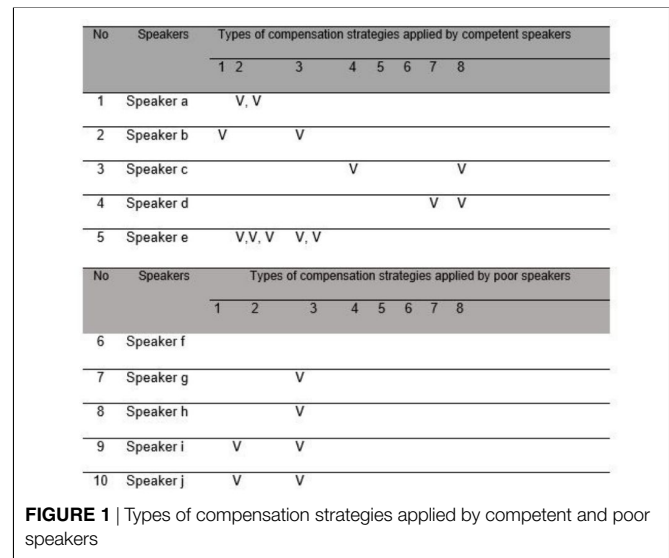 No Speakers Types of compensation strategies applied by competent speakers
1 2 3 4 5 6 7 8
1 Speaker a V, V
2 Speaker b V V
3 Speaker c V V
4 Speaker d V V
5 Speaker e V,V, V V, V
No Speakers Types of compensation strategies applied by poor speakers
1 2 3 4 5 6 7 8
6 Speaker f
7 Speaker g V
8 Speaker h V
9 Speaker i V V
10 Speaker j V V
FIGURE 1 | Types of compensation strategies applied by competent and poor
speakers